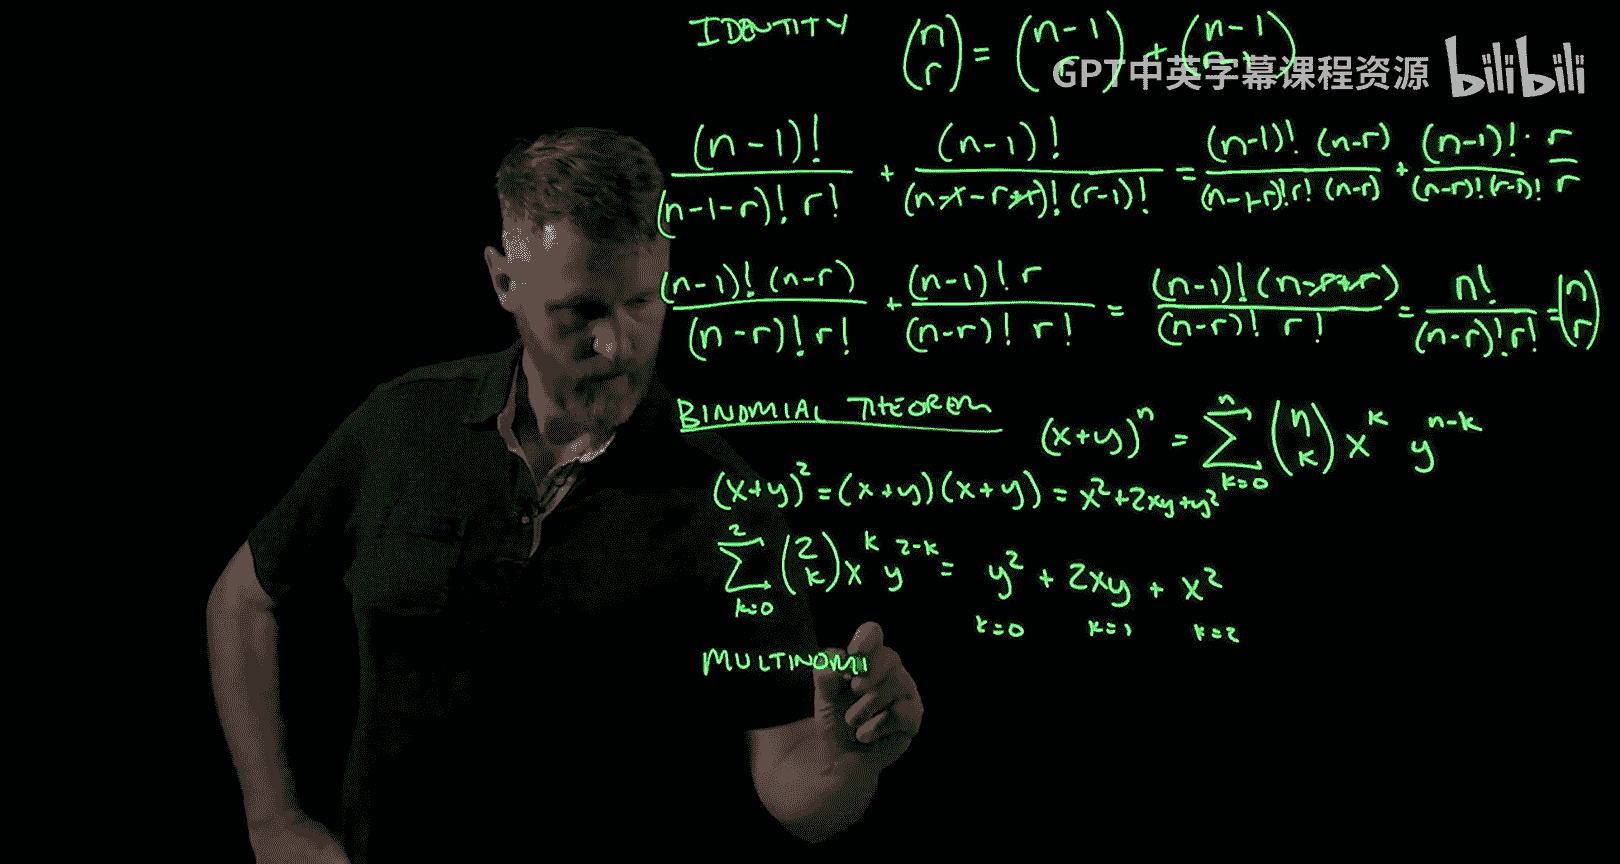 IDENTITY (n r) = (n-1 r) + (n-1 r-1)
GPT中英字幕课程资源 bilibili
(n-1)! / (n-1-r)! r! + (n-1)! / (n-1-r+1)! (r-1)! = (n-1)! (n-r) / (n-1-r)! r! (n-r) + (n-1)! · r / (n-r)! (r-1)! r
(n-1)! (n-r) / (n-r)! r! + (n-1)! r / (n-r)! r! = (n-1)! (n-r+r) / (n-r)! r! = n! / (n-r)! r! = (n r)
BINOMIAL THEOREM (x+y)^n = ∑_{k=0}^{n} (n k) x^k y^{n-k}
(x+y)^2 = (x+y)(x+y) = x^2+2xy+y^2
∑_{k=0}^{2} (2 k) x^k y^{2-k} = y^2 + 2xy + x^2
k=0 k=1 k=2
MULTINOMI